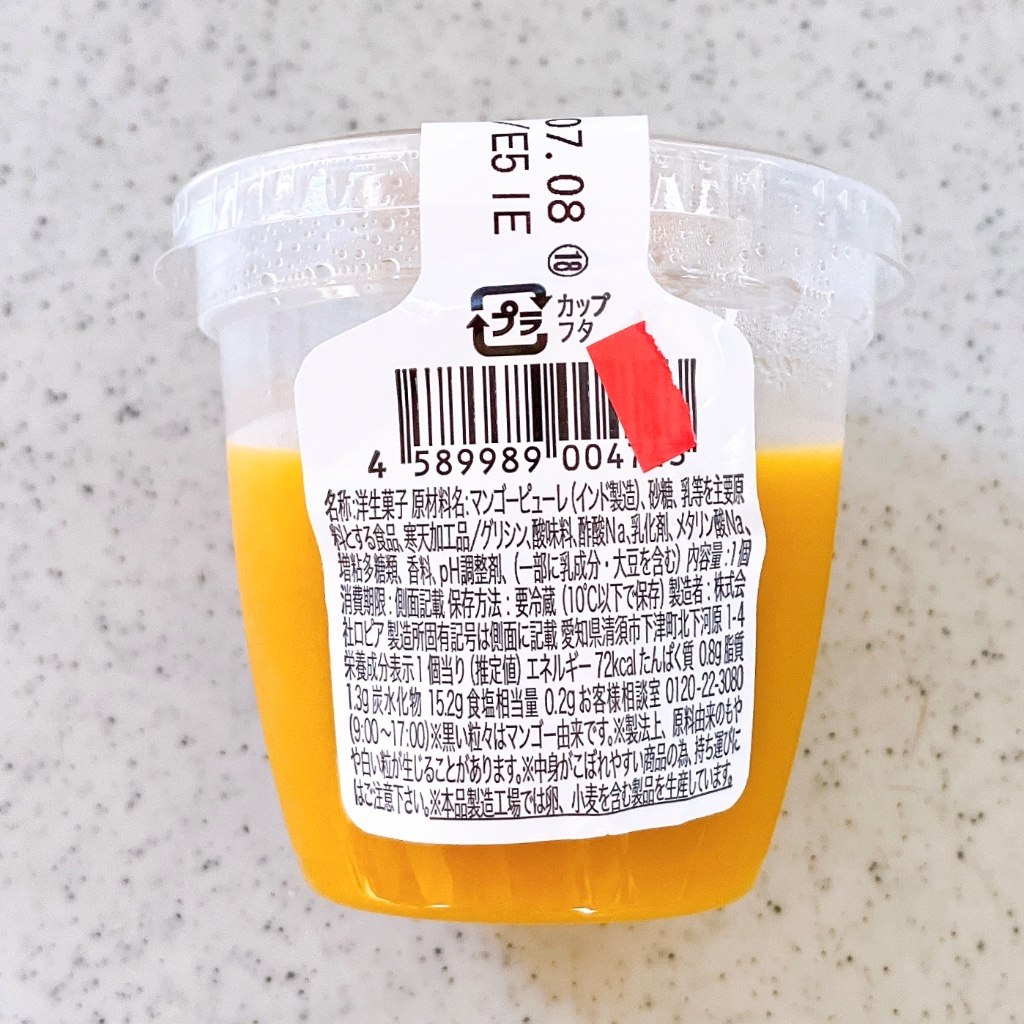 07.08 ⑱
/E5 IE
プラ
カップ
フタ
4 589989 004
名称:洋生菓子 原材料名:マンゴーピューレ(インド製造)、砂糖、乳等を主要原
料とする食品、寒天加工品/グリシン、酸味料、酢酸Na、乳化剤、メタリン酸Na、
増粘多糖類、香料、pH調整剤、(一部に乳成分・大豆を含む) 内容量:1個
消費期限:側面記載 保存方法:要冷蔵(10℃以下で保存) 製造者:株式会
社ロピア 製造所固有記号は側面に記載 愛知県清須市下津町北下河原1-4
栄養成分表示1個当り(推定値) エネルギー 72kcal たんぱく質 0.8g 脂質
1.3g 炭水化物 15.2g 食塩相当量 0.2g お客様相談室 0120-22-3080
(9:00〜17:00)※黒い粒々はマンゴー由来です。※製法上、原料由来のもや
や白い粒が生じることがあります。※中身がこぼれやすい商品の為、持ち運びに
はご注意下さい。※本品製造工場では卵、小麦を含む製品を生産しています。